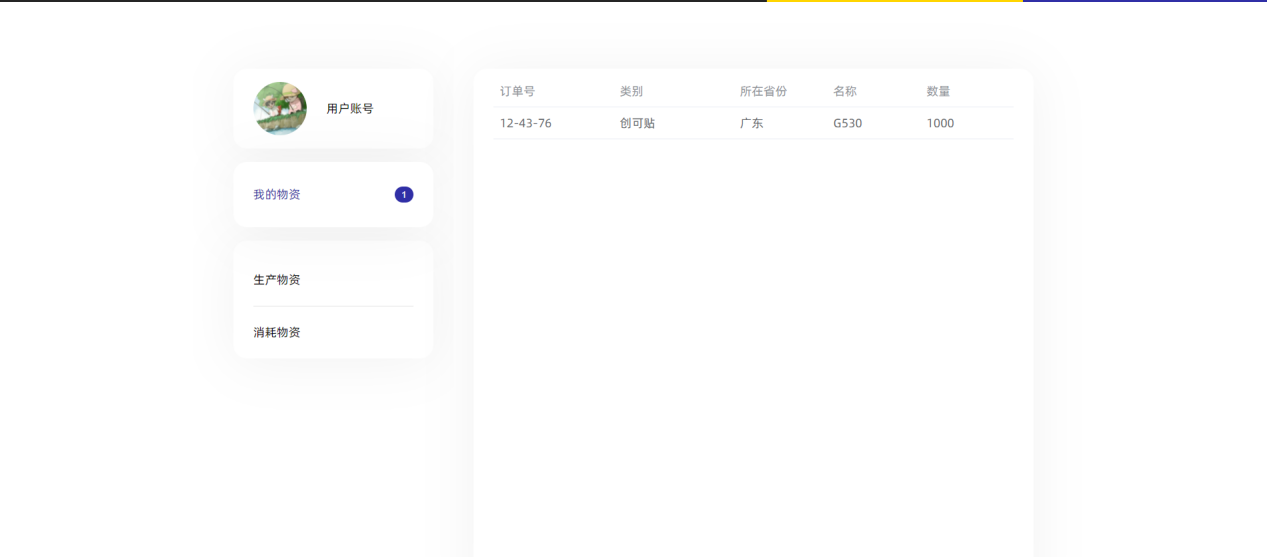 用户账号
我的物资 1
生产物资
消耗物资
订单号 类别 所在省份 名称 数量
12-43-76 创可贴 广东 G530 1000